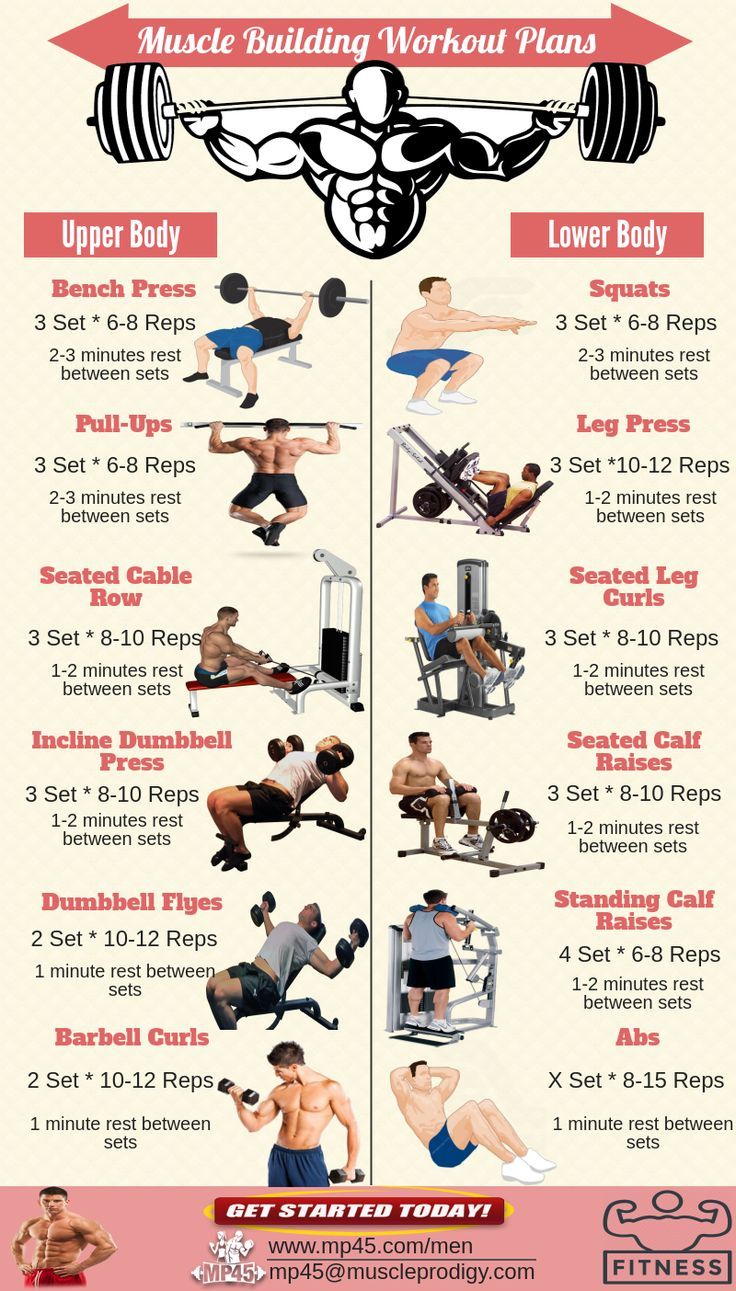 Muscle Building Workout Plans
Upper Body
Bench Press
3 Set * 6-8 Reps
2-3 minutes rest
between sets
Pull-Ups
3 Set * 6-8 Reps
2-3 minutes rest
between sets
Seated Cable
Row
3 Set * 8-10 Reps
1-2 minutes rest
between sets
Incline Dumbbell
Press
3 Set * 8-10 Reps
1-2 minutes rest
between sets
Dumbbell Flyes
2 Set * 10-12 Reps
1 minute rest between
sets
Barbell Curls
2 Set * 10-12 Reps
1 minute rest between
sets
Lower Body
Squats
3 Set * 6-8 Reps
2-3 minutes rest
between sets
Leg Press
3 Set *10-12 Reps
1-2 minutes rest
between sets
Seated Leg
Curls
3 Set * 8-10 Reps
1-2 minutes rest
between sets
Seated Calf
Raises
3 Set * 8-10 Reps
1-2 minutes rest
between sets
Standing Calf
Raises
4 Set * 6-8 Reps
1-2 minutes rest
between sets
Abs
X Set * 8-15 Reps
1 minute rest between
sets
GET STARTED TODAY!
MP45
www.mp45.com/men
mp45@muscleprodigy.com
FITNESS